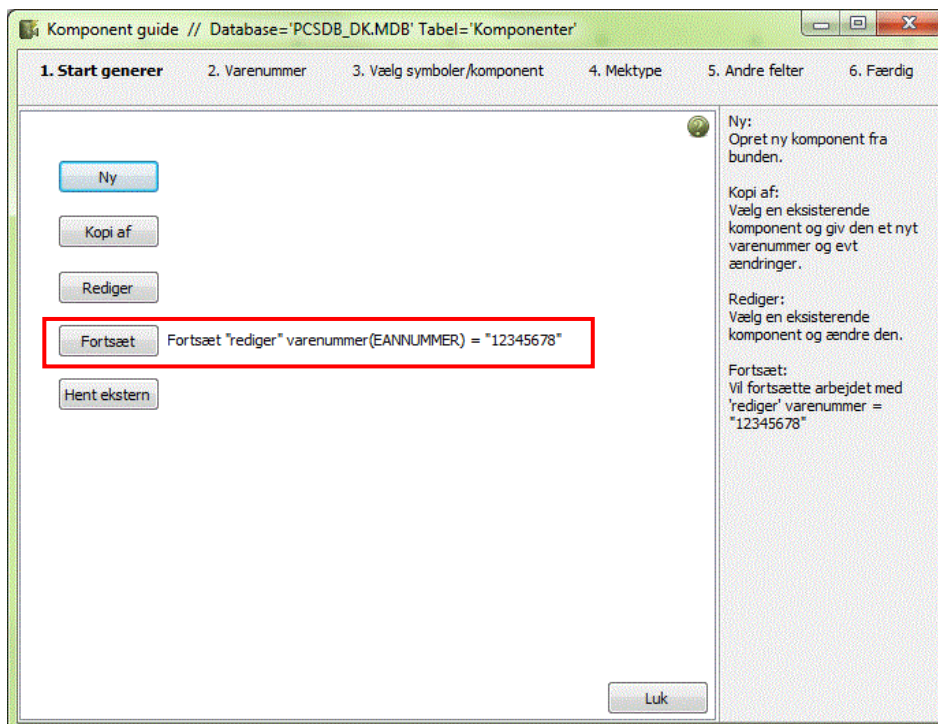 Komponent guide // Database='PCSDB_DK.MDB' Tabel='Komponenter'
1. Start generer 2. Varenummer 3. Vælg symboler/komponent 4. Mektype 5. Andre felter 6. Færdig
Ny
Kopi af
Rediger
Fortsæt Fortsæt "rediger" varenummer(EANNUMMER) = "12345678"
Hent ekstern
Luk
Ny:
Opret ny komponent fra
bunden.
Kopi af:
Vælg en eksisterende
komponent og giv den et nyt
varenummer og evt
ændringer.
Rediger:
Vælg en eksisterende
komponent og ændre den.
Fortsæt:
Vil fortsætte arbejdet med
'rediger' varenummer =
"12345678"